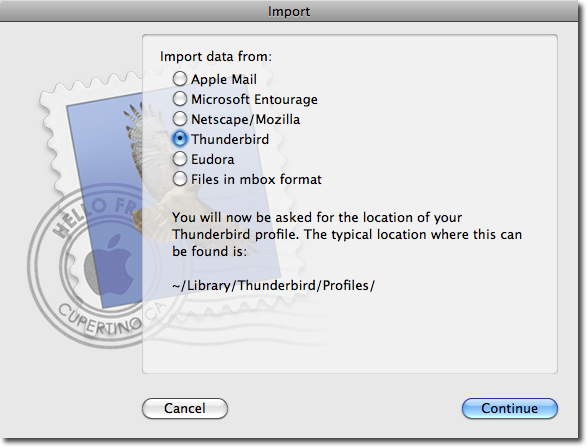 Import
Import data from:
Apple Mail
Microsoft Entourage
Netscape/Mozilla
Thunderbird
Eudora
Files in mbox format
You will now be asked for the location of your
Thunderbird profile. The typical location where this can
be found is:
~/Library/Thunderbird/Profiles/
HELLO FR
CUPERTINO CA
Cancel
Continue